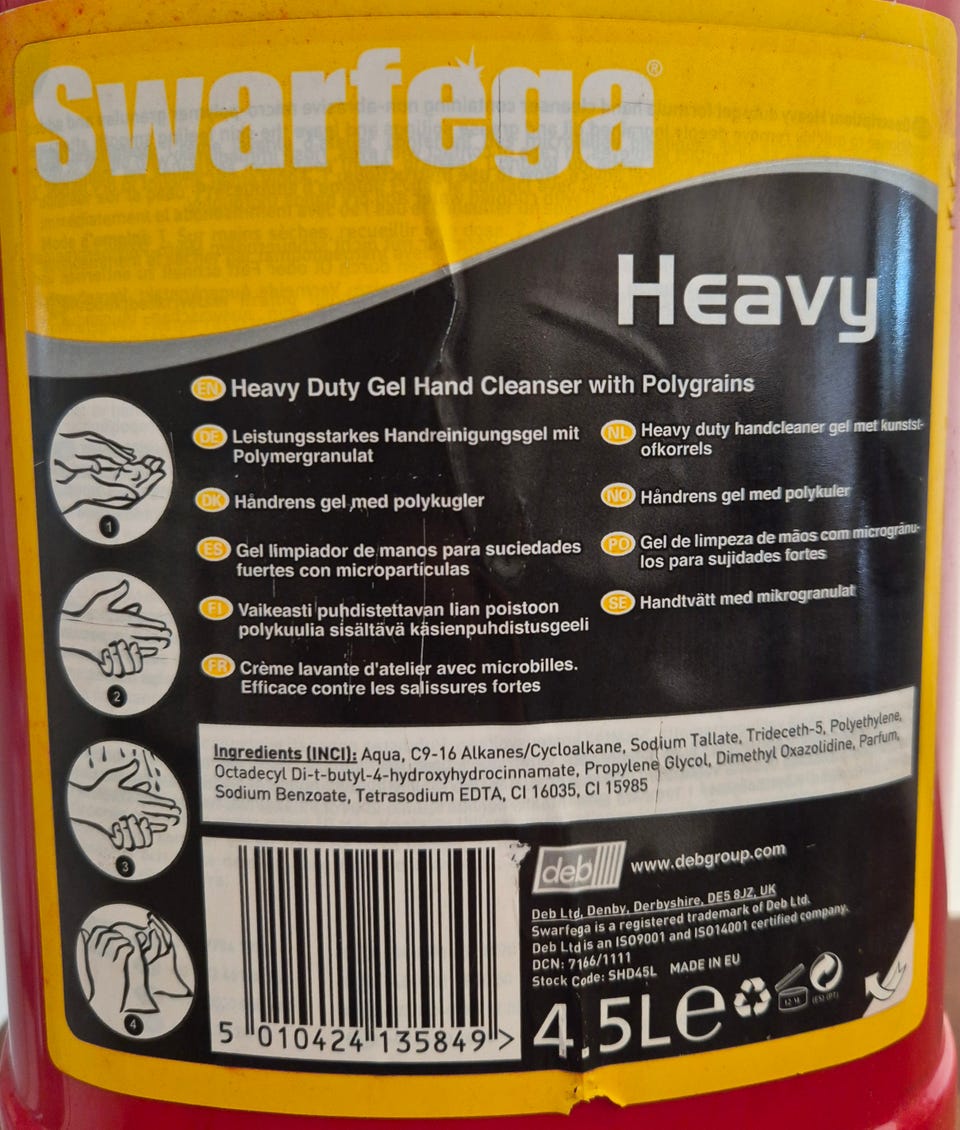 Swarfega®
Heavy
EN Heavy Duty Gel Hand Cleanser with Polygrains
DE Leistungsstarkes Handreinigungsgel mit
Polymergranulat
DK Håndrens gel med polykugler
ES Gel limpiador de manos para suciedades
fuertes con micropartículas
FI Vaikeasti puhdistettavan lian poistoon
polykuulia sisältävä käsienpuhdistusgeeli
FR Crème lavante d'atelier avec microbilles.
Efficace contre les salissures fortes
NL Heavy duty handcleaner gel met kunstst-
ofkorrels
NO Håndrens gel med polykuler
PO Gel de limpeza de mãos com microgrânu-
los para sujidades fortes
SE Handtvätt med mikrogranulat
1
2
3
4
Ingredients (INCI): Aqua, C9-16 Alkanes/Cycloalkane, Sodium Tallate, Trideceth-5, Polyethylene,
Octadecyl Di-t-butyl-4-hydroxyhydrocinnamate, Propylene Glycol, Dimethyl Oxazolidine, Parfum,
Sodium Benzoate, Tetrasodium EDTA, CI 16035, CI 15985
5 010424 135849 >
deb www.debgroup.com
Deb Ltd, Denby, Derbyshire, DE5 8JZ, UK
Swarfega is a registered trademark of Deb Ltd.
Deb Ltd is an ISO9001 and ISO14001 certified company.
DCN: 7166/1111
Stock Code: SHD45L MADE IN EU
4.5L℮
12 M
(ES) (PT)